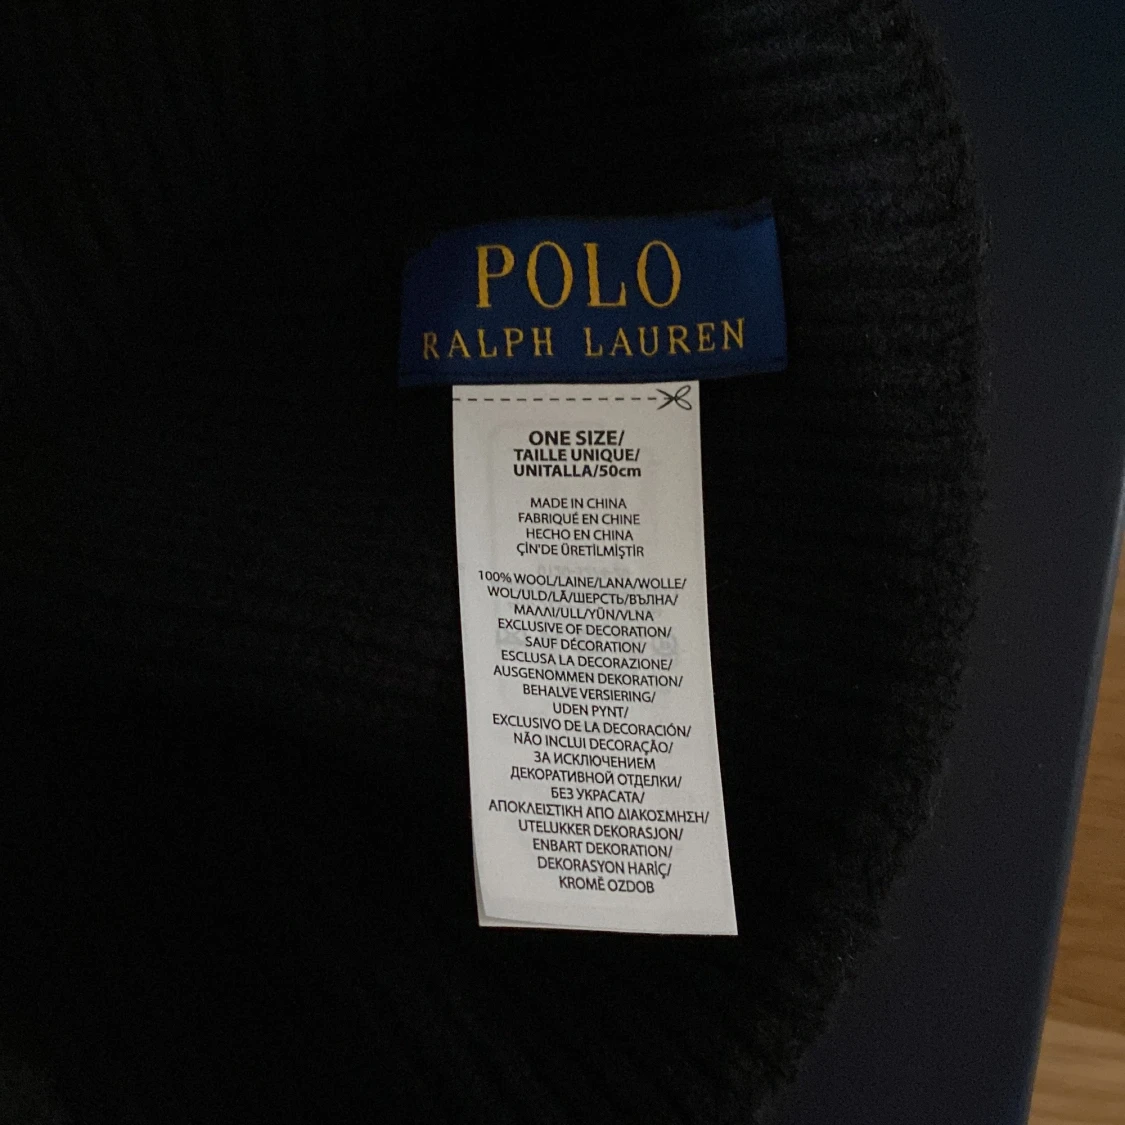 POLO
RALPH LAUREN
ONE SIZE/
TAILLE UNIQUE/
UNITALLA/50cm
MADE IN CHINA
FABRIQUÉ EN CHINE
HECHO EN CHINA
ÇİN'DE ÜRETİLMİŞTİR
100% WOOL/LAINE/LANA/WOLLE/
WOL/ULD/LÃ/ШЕРСТЬ/ВЪЛНА/
ΜΑΛΛΙ/ULL/YÜN/VLNA
EXCLUSIVE OF DECORATION/
SAUF DÉCORATION/
ESCLUSA LA DECORAZIONE/
AUSGENOMMEN DEKORATION/
BEHALVE VERSIERING/
UDEN PYNT/
EXCLUSIVO DE LA DECORACIÓN/
NÃO INCLUI DECORAÇÃO/
ЗА ИСКЛЮЧЕНИЕМ
ДЕКОРАТИВНОЙ ОТДЕЛКИ/
БЕЗ УКРАСАТА/
ΑΠΟΚΛΕΙΣΤΙΚΗ ΑΠΟ ΔΙΑΚΟΣΜΗΣΗ/
UTELUKKER DEKORASJON/
ENBART DEKORATION/
DEKORASYON HARİÇ/
KROMĚ OZDOB